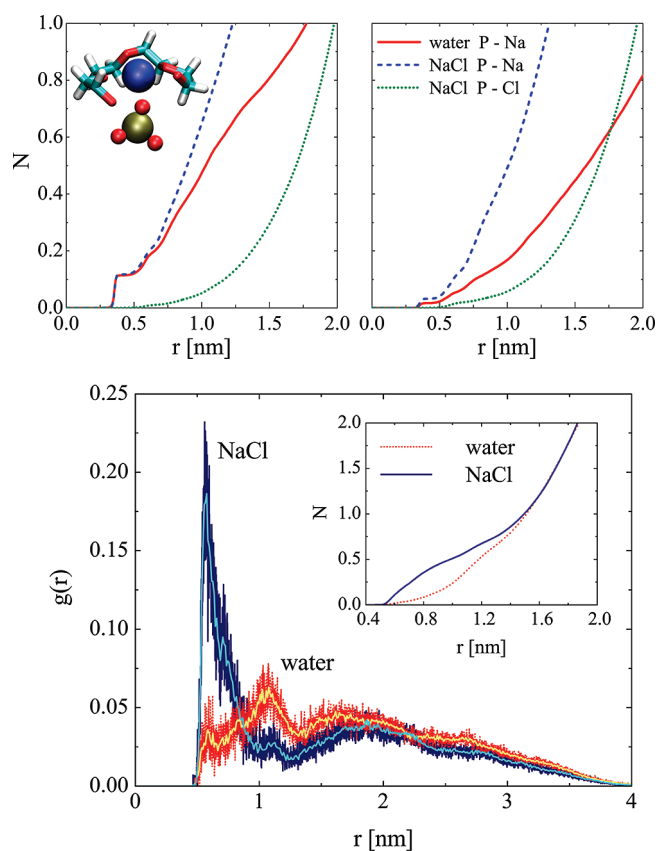 1.0
0.8
0.6
0.4
0.2
0.0
N
0.0 0.5 1.0 1.5 2.0
r [nm]
water P - Na
NaCl P - Na
NaCl P - Cl
0.0 0.5 1.0 1.5 2.0
r [nm]
0.25
0.20
0.15
0.10
0.05
0.00
g(r)
NaCl
water
2.0
1.5
1.0
0.5
0.0
N
water
NaCl
0.4 0.8 1.2 1.6 2.0
r [nm]
0 1 2 3 4
r [nm]